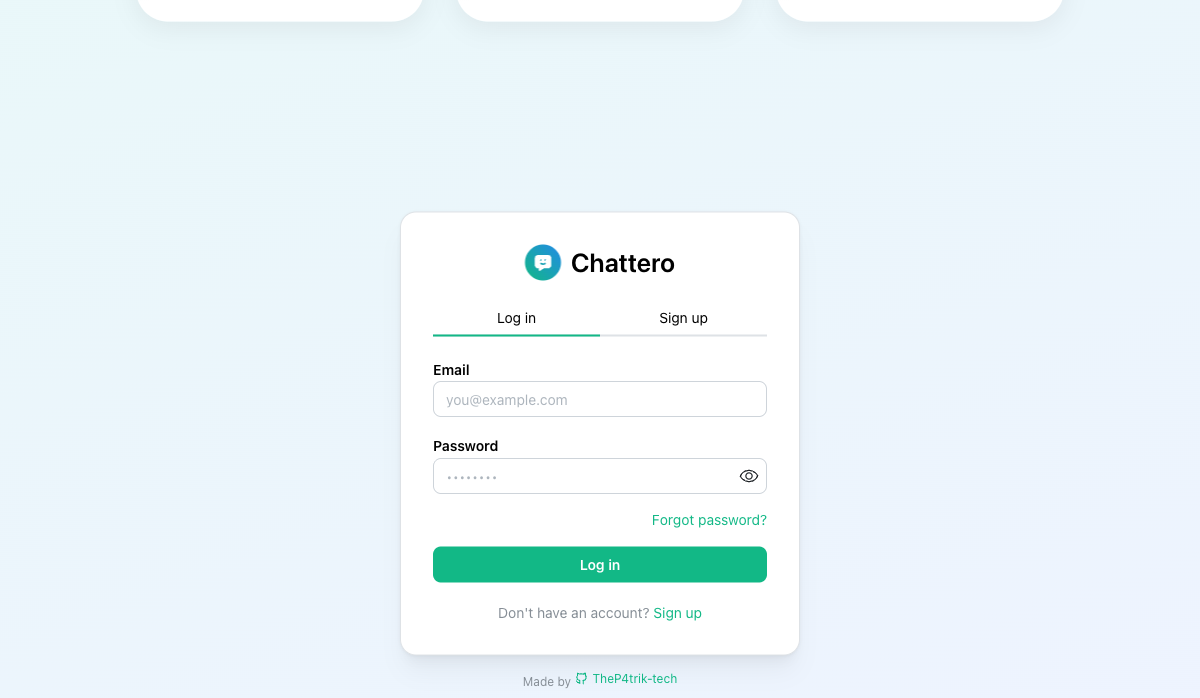 Chattero
Log in Sign up
Email
you@example.com
Password
••••••••
Forgot password?
Log in
Don't have an account? Sign up
Made by TheP4trik-tech